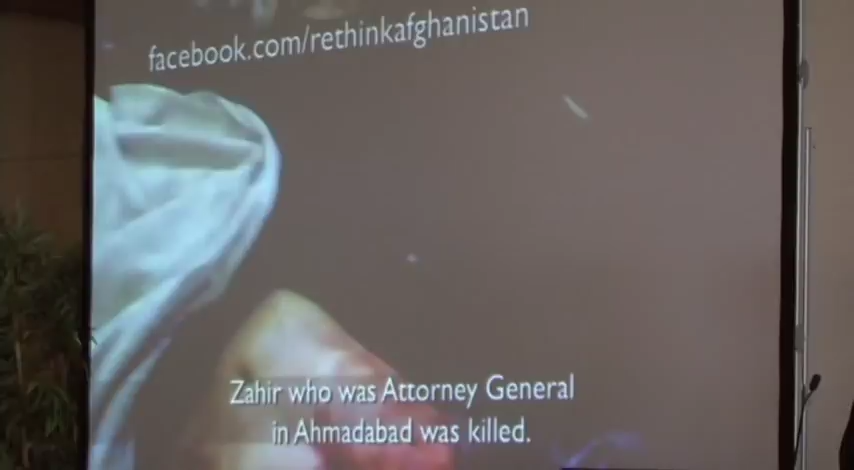 facebook.com/rethinkafghanistan
Zahir who was Attorney General
in Ahmadabad was killed.